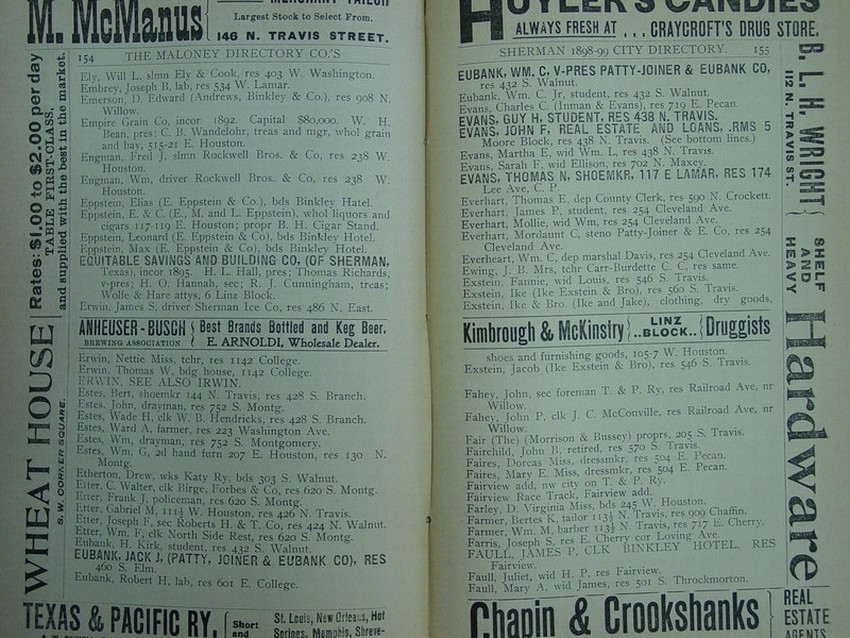 M. McManus
MERCHANT TAILOR
Largest Stock to Select From.
146 N. TRAVIS STREET.
154 THE MALONEY DIRECTORY CO.'S
Ely, Will L, slmn Ely & Cook, res 403 W. Washington.
Embrey, Joseph B, lab, res 534 W. Lamar.
Emerson, D. Edward (Andrews, Binkley & Co.), res 908 N.
Willow.
Empire Grain Co, incor 1892. Capital $80,000. W. H.
Bean, pres; C. B. Wandelohr, treas and mgr, whol grain
and hay, 515-21 E. Houston.
Engman, Fred J, slmn Rockwell Bros. & Co, res 238 W.
Houston.
Engman, Wm, driver Rockwell Bros. & Co, res 238 W.
Houston.
Eppstein, Elias (E. Eppstein & Co.), bds Binkley Hatel.
Eppstein, E. & C. (E., M. and L. Eppstein), whol liquors and
cigars 117-119 E. Houston; propr B. H. Cigar Stand.
Eppstein, Leonard (E. Eppstein & Co), bds Binkley Hotel.
Eppstein, Max (E. Eppstein & Co), bds Binkley Hotel.
EQUITABLE SAVINGS AND BUILDING CO, (OF SHERMAN,
Texas), incor 1895. H. L. Hall, pres; Thomas Richards,
v-pres; H. O. Hannah, sec; R. J. Cunningham, treas;
Wolfe & Hare attys, 6 Linz Block.
Erwin, James S, driver Sherman Ice Co, res 486 N. East.
ANHEUSER-BUSCH
BREWING ASSOCIATION
Best Brands Bottled and Keg Beer,
E. ARNOLDI, Wholesale Dealer.
Erwin, Nettie Miss, tchr, res 1142 College.
Erwin, Thomas W, bdg house, 1142 College.
ERWIN, SEE ALSO IRWIN.
Estes, Bert, shoemkr 144 N. Travis, res 428 S. Branch.
Estes, John, drayman, res 752 S. Montg.
Estes, Wade H, clk W. B. Hendricks, res 428 S. Branch.
Estes, Ward A, farmer, res 223 Washington Ave.
Estes, Wm, drayman, res 752 S. Montgomery.
Estes, Wm. G, 2d hand furn 207 E. Houston, res 130 N.
Montg.
Etherton, Drew, wks Katy Ry, bds 303 S. Walnut.
Etter, C. Walter, clk Birge, Forbes & Co, res 620 S. Montg.
Etter, Frank J, policeman, res 620 S. Montg.
Etter, Gabriel M, 111½ W. Houston, res 426 N. Travis.
Etter, Joseph F, sec Roberts H. & T. Co, res 424 N. Walnut.
Etter, Wm. F, clk North Side Rest, res 620 S. Montg.
Eubank, H. Kirk, student, res 432 S. Walnut.
EUBANK, JACK J, (PATTY, JOINER & EUBANK CO), RES
460 S. Elm.
Eubank, Robert H, lab, res 601 E. College.
WHEAT HOUSE
S. W. CORNER SQUARE.
Rates: $1.00 to $2.00 per day
TABLE FIRST-CLASS,
and supplied with the best in the market.
TEXAS & PACIFIC RY.
Short
and
St. Louis, New Orleans, Hot
Springs, Memphis, Shreve-
HUYLER'S CANDIES
ALWAYS FRESH AT . . . CRAYCROFT'S DRUG STORE.
SHERMAN 1898-99 CITY DIRECTORY. 155
EUBANK, WM. C, V-PRES PATTY-JOINER & EUBANK CO,
res 432 S. Walnut.
Eubank, Wm. C. Jr, student, res 432 S. Walnut.
Evans, Charles C. (Inman & Evans), res 719 E. Pecan.
EVANS, GUY H, STUDENT, RES 438 N. TRAVIS.
EVANS, JOHN F, REAL ESTATE AND LOANS, .RMS 5
Moore Block, res 438 N. Travis. (See bottom lines.)
Evans, Martha E, wid Wm. L, res 438 N. Travis.
Evans, Sarah F, wid Ellison, res 702 N. Maxey.
EVANS, THOMAS N, SHOEMKR, 117 E LAMAR, RES 174
Lee Ave, C. P.
Everhart, Thomas E, dep County Clerk, res 590 N. Crockett.
Everhart, James P, student, res 254 Cleveland Ave.
Everhart, Mollie, wid Wm, res 254 Cleveland Ave.
Everhart, Mordaunt C, steno Patty-Joiner & E. Co, res 254
Cleveland Ave.
Everheart, Wm. C, dep marshal Davis, res 254 Cleveland Ave.
Ewing, J. B. Mrs, tchr Carr-Burdette C. C, res same.
Exstein, Fannie, wid Louis, res 546 S. Travis.
Exstein, Ike (Ike Exstein & Bro), res 560 S. Travis.
Exstein, Ike & Bro. (Ike and Jake), clothing, dry goods,
Kimbrough & McKinstry
LINZ
..BLOCK..
Druggists
shoes and furnishing goods, 105-7 W. Houston.
Exstein, Jacob (Ike Exstein & Bro), res 546 S. Travis.
Fahey, John, sec foreman T. & P. Ry, res Railroad Ave, nr
Willow.
Fahey, John P, clk J. C. McConville, res Railroad Ave, nr
Willow.
Fair (The) (Morrison & Bussey) proprs, 205 S. Travis.
Fairchild, John B, retired, res 570 S. Travis.
Faires, Dorcas Miss, dressmkr, res 504 E. Pecan.
Faires, Mary E. Miss, dressmkr, res 504 E. Pecan.
Fairview add, nw city on T. & P. Ry.
Fairview Race Track, Fairview add.
Farley, D. Virginia Miss, bds 245 W. Houston.
Farmer, Bertes K, tailor 113½ N. Travis, res 909 Chaffin.
Farmer, Wm. M, barber 113½ N. Travis, res 717 E. Cherry.
Farris, Joseph S, res E. Cherry cor Loving Ave.
FAULL, JAMES P, CLK BINKLEY HOTEL, RES
Fairview.
Faull, Juliet, wid H. P, res Fairview.
Faull, Mary A, wid James, res 501 S. Throckmorton.
B. L. H. WRIGHT
112 N. TRAVIS ST.
SHELF
AND
HEAVY
Hardware
Chapin & Crookshanks
REAL
ESTATE
AGENTS.